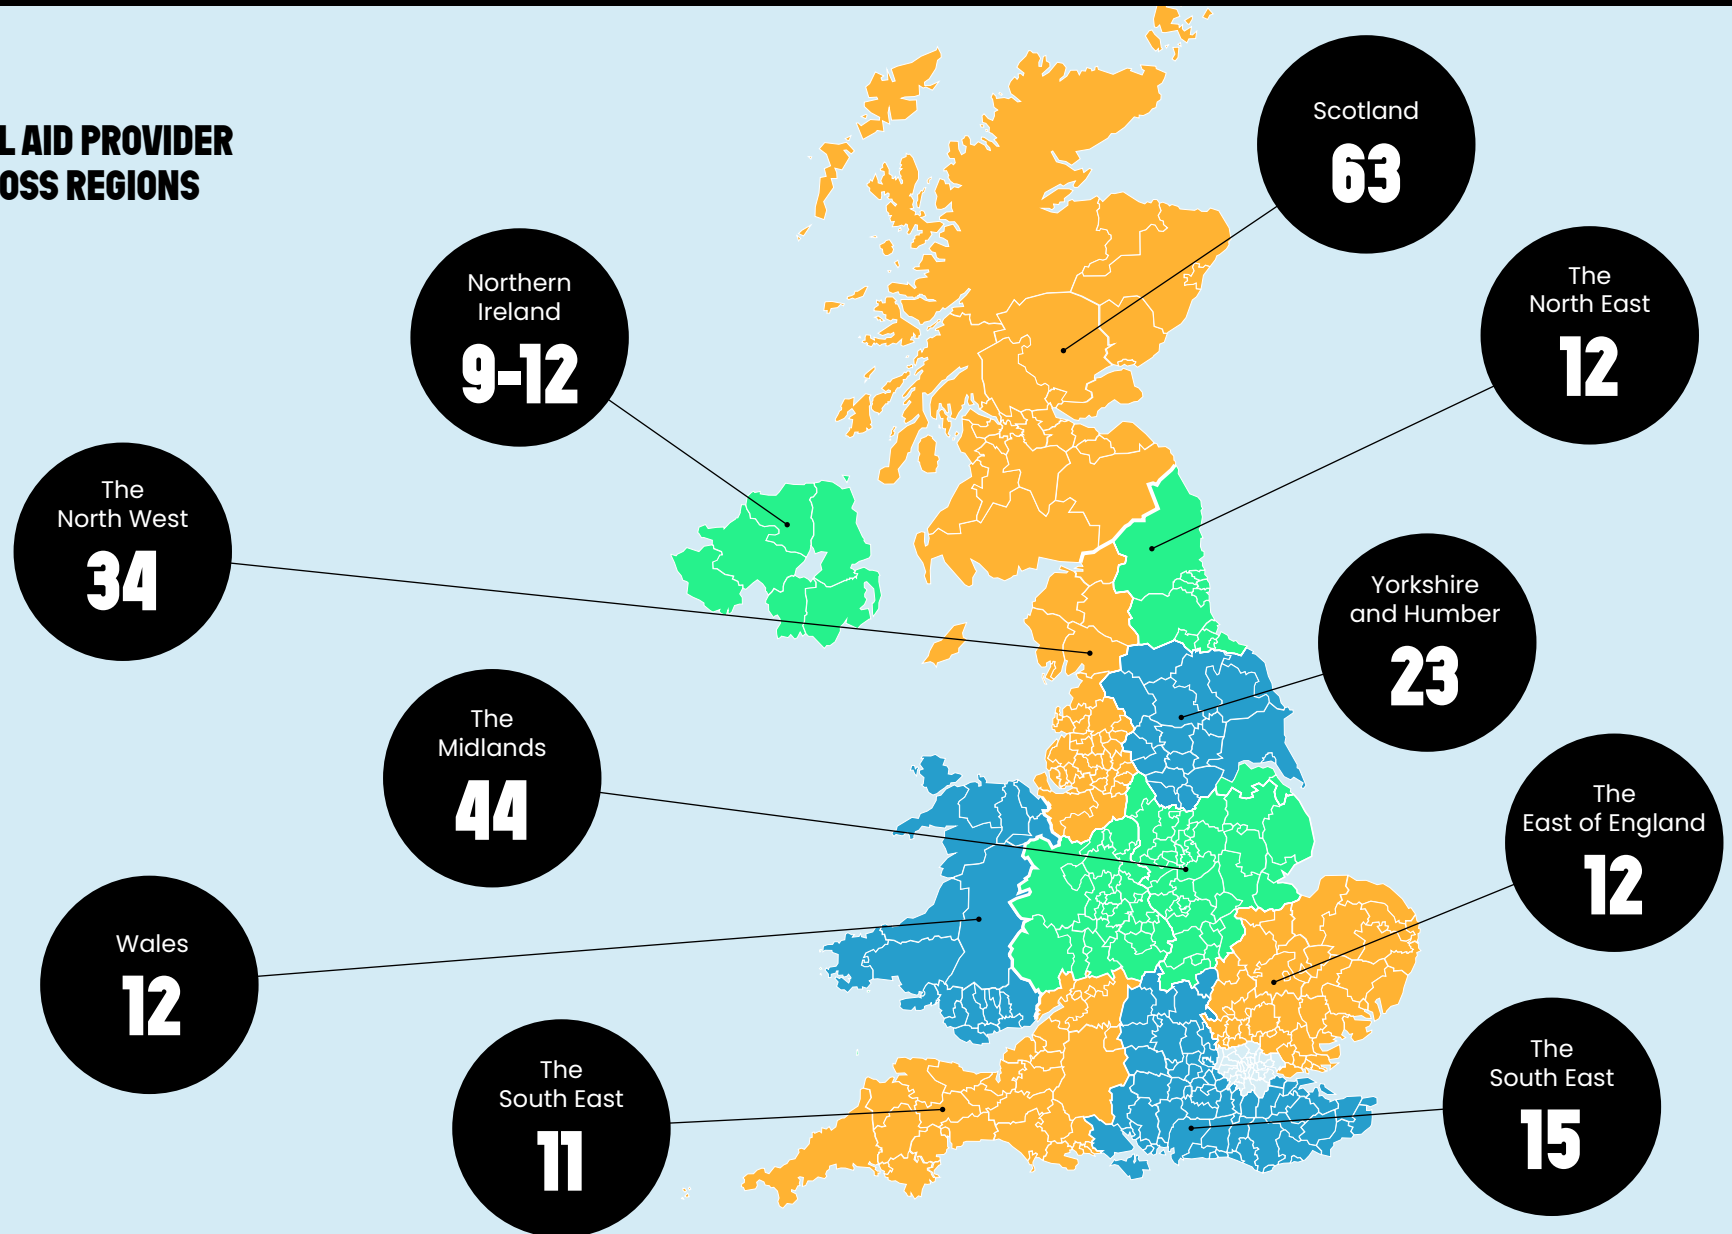 L AID PROVIDER
OSS REGIONS
Scotland
63
Northern
Ireland
9-12
The
North East
12
The
North West
34
Yorkshire
and Humber
23
The
Midlands
44
The
East of England
12
Wales
12
The
South East
11
The
South East
15